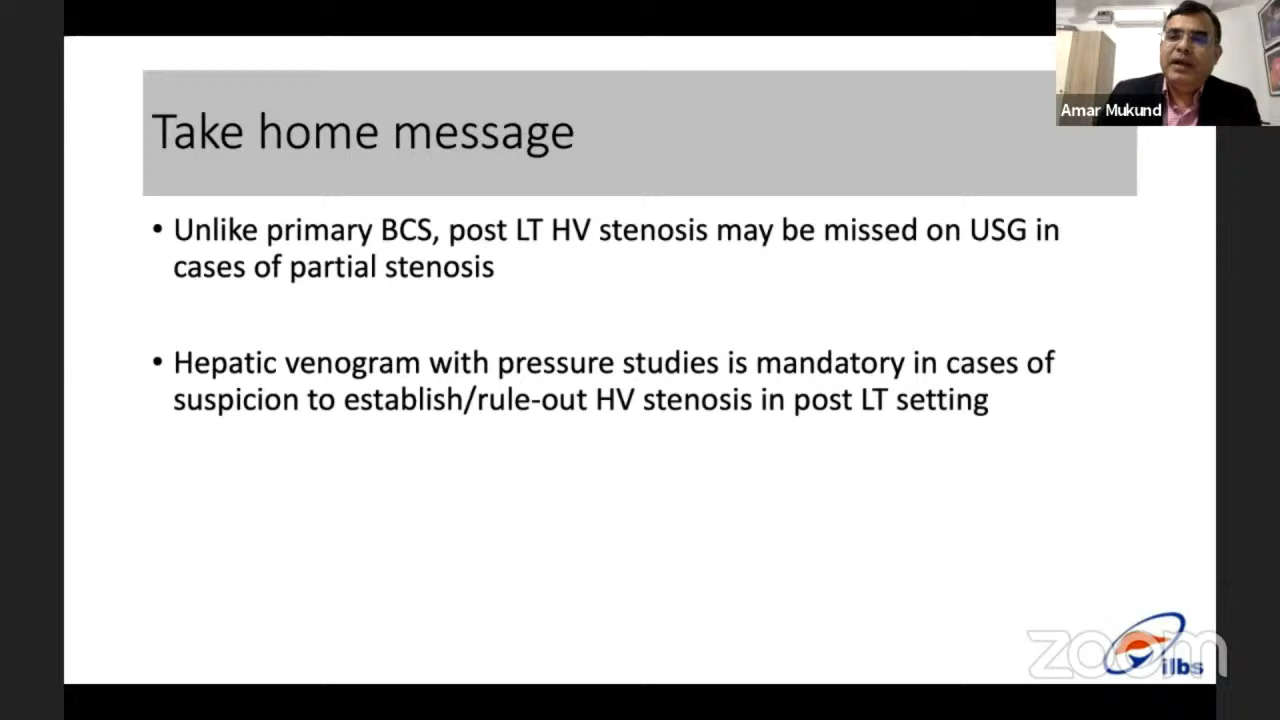 Take home message
Amar Mukund
• Unlike primary BCS, post LT HV stenosis may be missed on USG in
cases of partial stenosis
• Hepatic venogram with pressure studies is mandatory in cases of
suspicion to establish/rule-out HV stenosis in post LT setting
zoom
ilbs